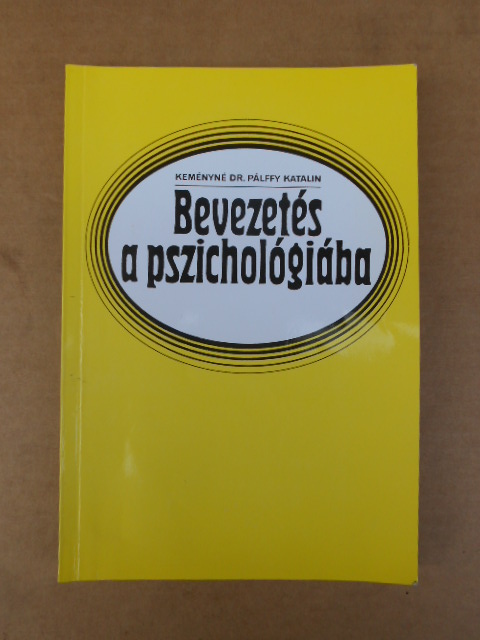 KEMÉNYNÉ DR. PÁLFFY KATALIN
Bevezetés
a pszichológiába